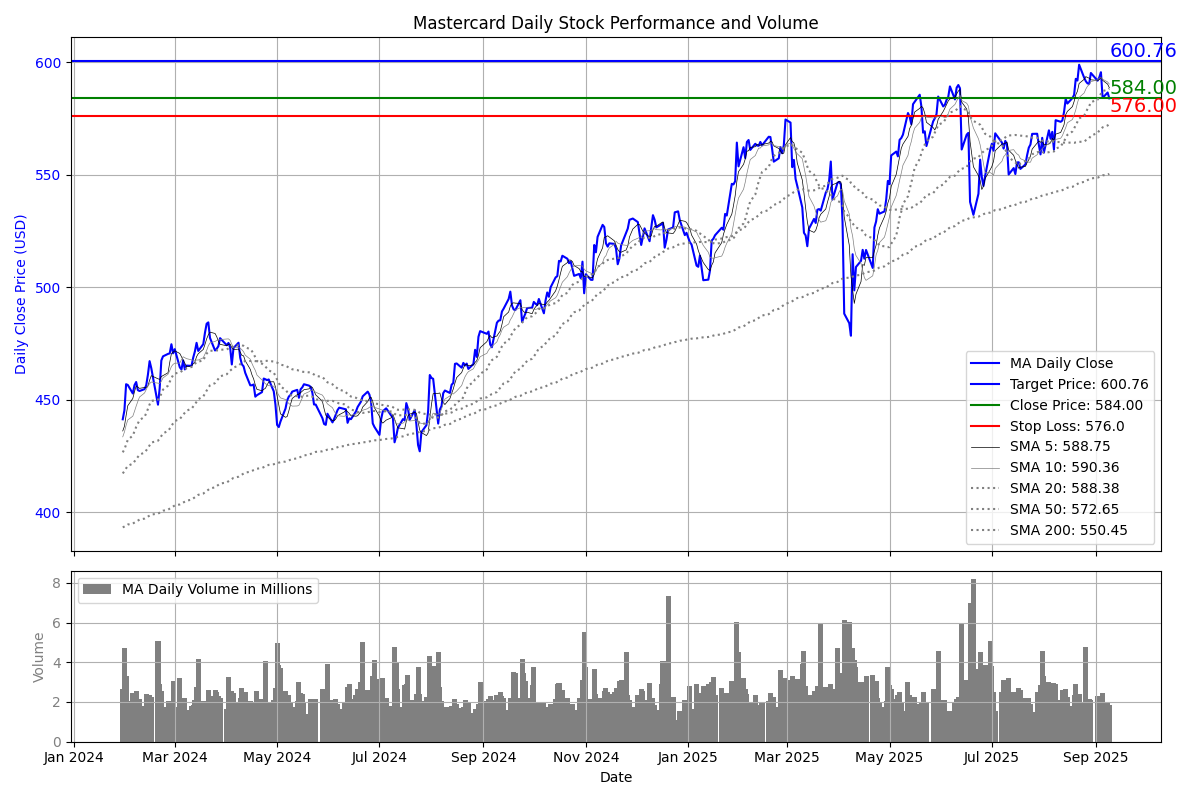 Mastercard Daily Stock Performance and Volume
Daily Close Price (USD)
600
550
500
450
400
600.76
584.00
576.00
MA Daily Close
Target Price: 600.76
Close Price: 584.00
Stop Loss: 576.0
SMA 5: 588.75
SMA 10: 590.36
SMA 20: 588.38
SMA 50: 572.65
SMA 200: 550.45
MA Daily Volume in Millions
Volume
8
6
4
2
0
Jan 2024 Mar 2024 May 2024 Jul 2024 Sep 2024 Nov 2024 Jan 2025 Mar 2025 May 2025 Jul 2025 Sep 2025
Date